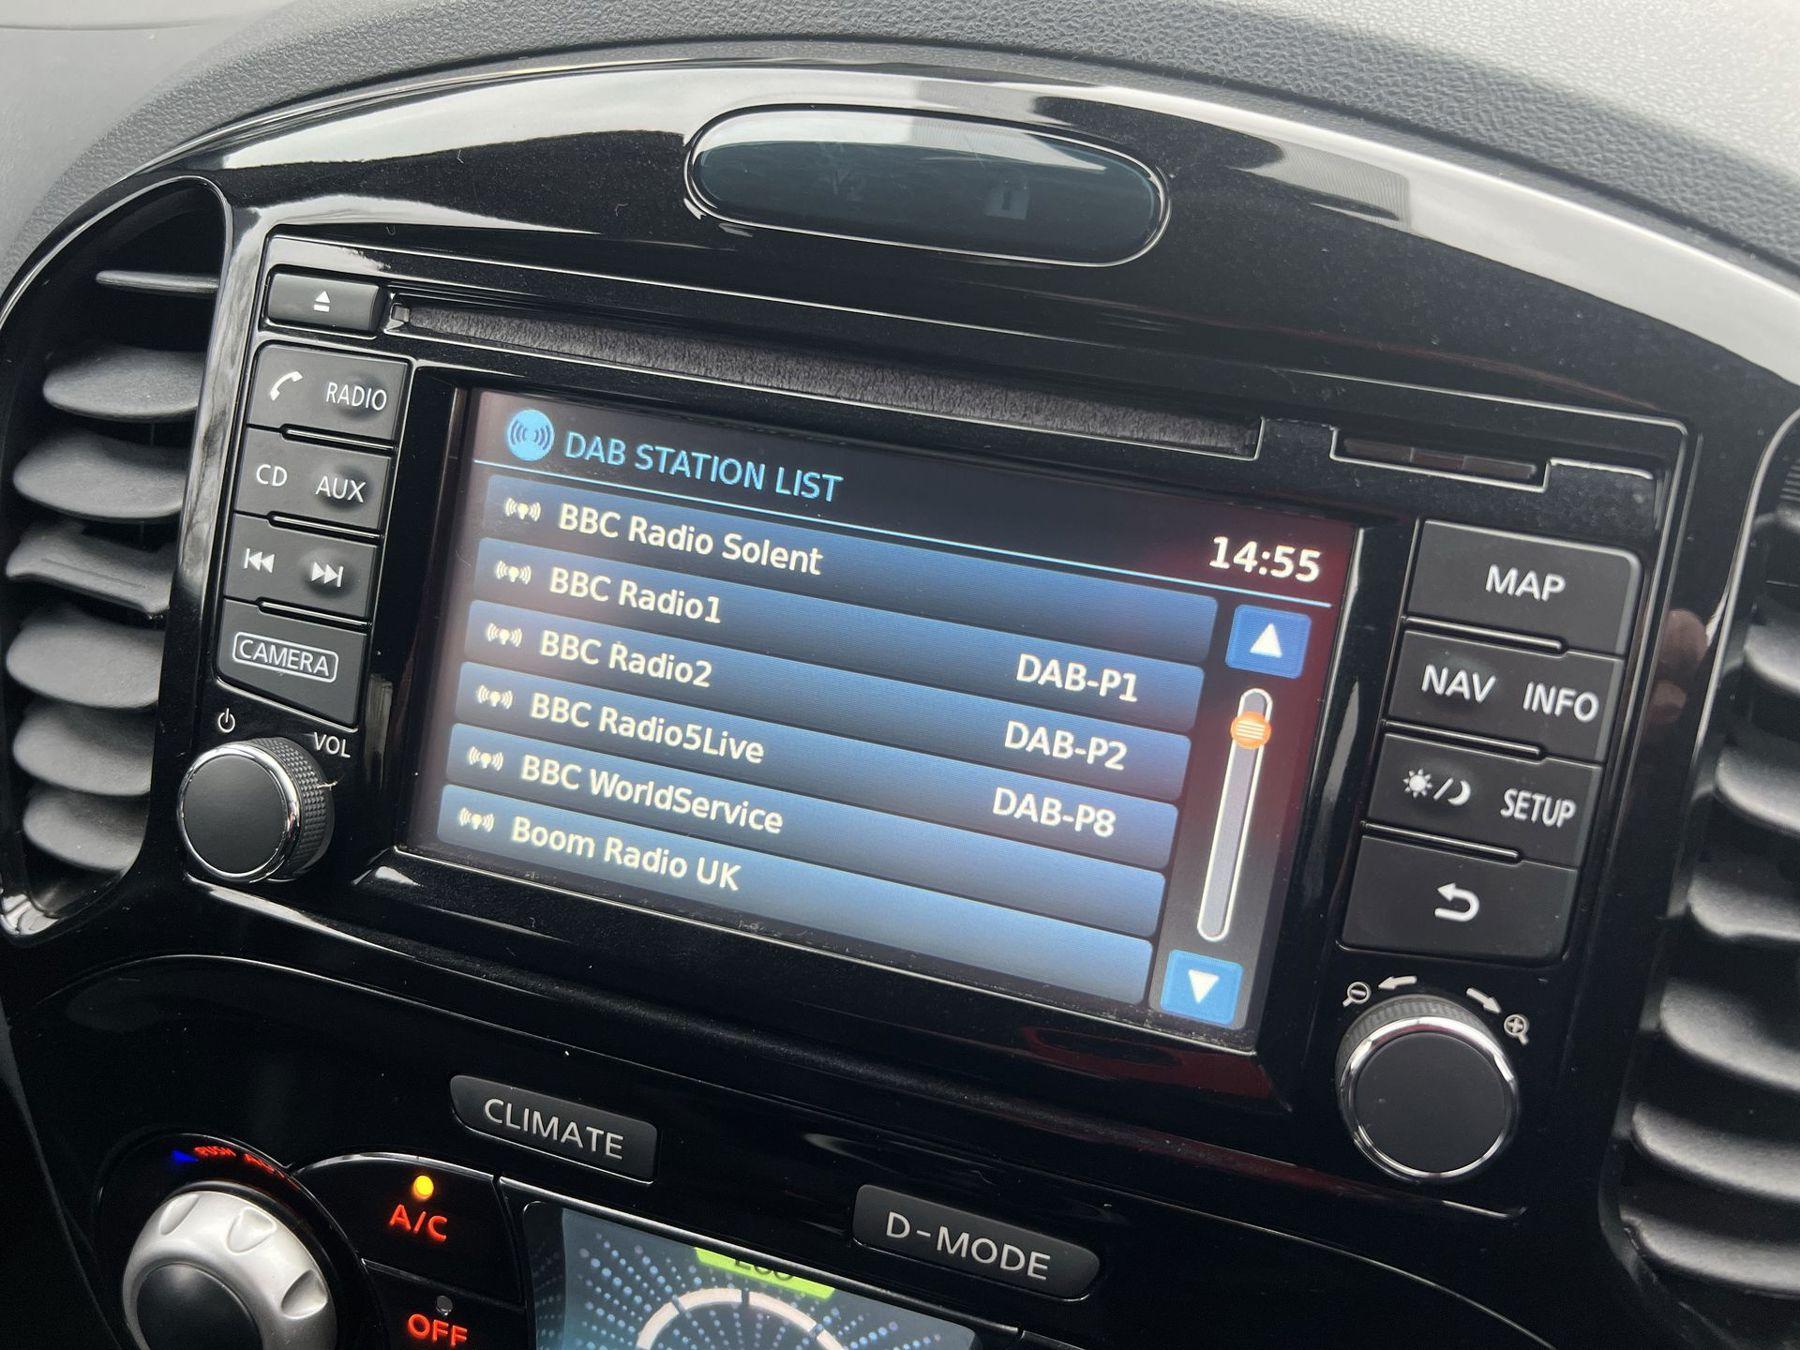 RADIO
CD AUX
CAMERA
VOL
DAB STATION LIST
14:55
BBC Radio Solent
BBC Radio1 DAB-P1
BBC Radio2 DAB-P2
BBC Radio5Live DAB-P8
BBC WorldService
Boom Radio UK
MAP
NAV INFO
SETUP
CLIMATE
D-MODE
A/C
OFF